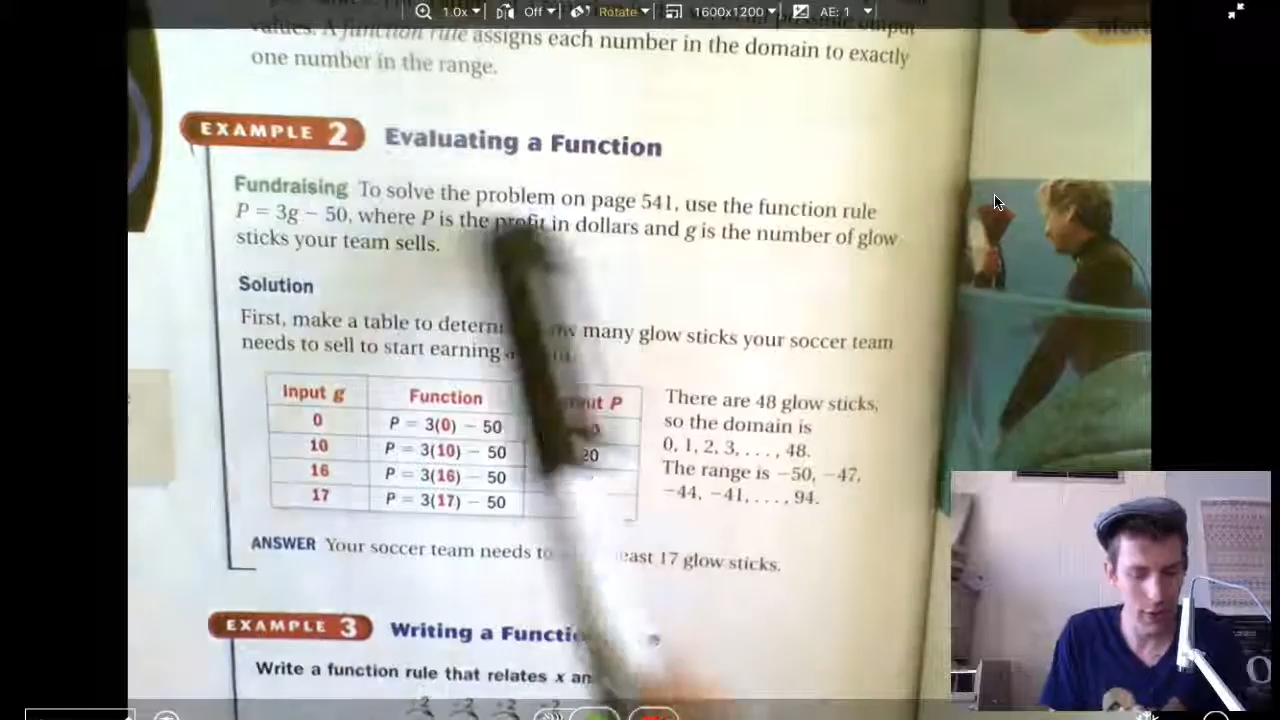 1.0x Off Rotate 1600x1200 AE: 1
values. A function rule assigns each number in the domain to exactly
one number in the range.
EXAMPLE 2 Evaluating a Function
Fundraising To solve the problem on page 541, use the function rule
P = 3g − 50, where P is the profit in dollars and g is the number of glow
sticks your team sells.
Solution
First, make a table to many glow sticks your soccer team
needs to sell to start earning
Input g Function P
0 P = 3(0) − 50
10 P = 3(10) − 50 20
16 P = 3(16) − 50
17 P = 3(17) − 50
There are 48 glow sticks,
so the domain is
0, 1, 2, 3, . . . , 48.
The range is −50, −47,
−44, −41, . . . , 94.
ANSWER Your soccer team needs to 17 glow sticks.
EXAMPLE 3 Writing a
Write a function rule that relates x